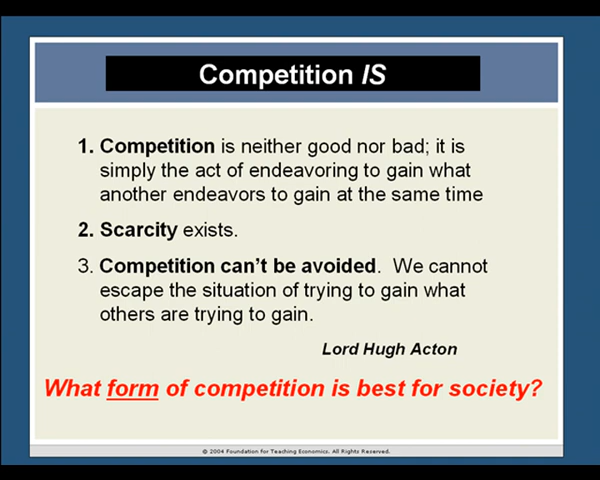 Competition IS
1. Competition is neither good nor bad; it is
simply the act of endeavoring to gain what
another endeavors to gain at the same time
2. Scarcity exists.
3. Competition can't be avoided. We cannot
escape the situation of trying to gain what
others are trying to gain.
Lord Hugh Acton
What form of competition is best for society?
© 2004 Foundation for Teaching Economics. All Rights Reserved.